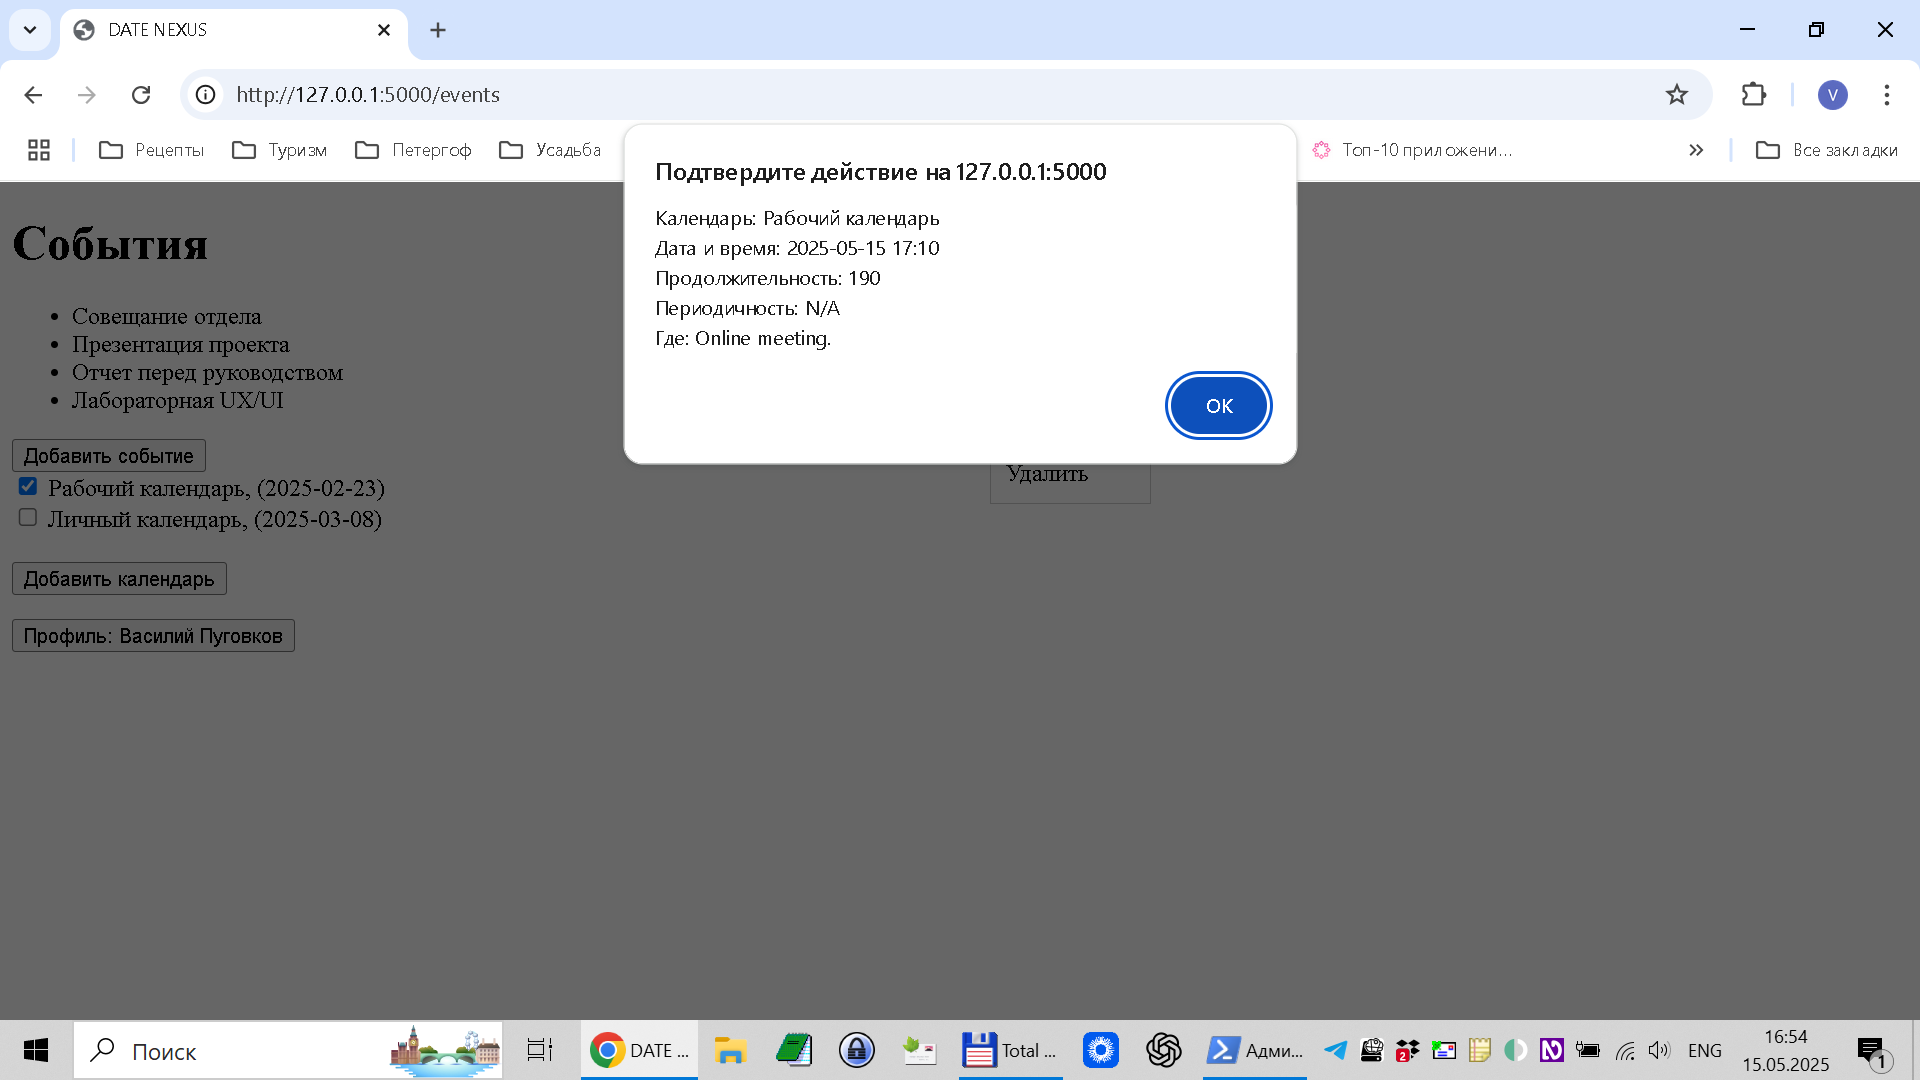 DATE NEXUS
http://127.0.0.1:5000/events
V
Рецепты
Туризм
Петергоф
Усадьба
Топ-10 приложени...
Все закладки
Подтвердите действие на 127.0.0.1:5000
Календарь: Рабочий календарь
Дата и время: 2025-05-15 17:10
Продолжительность: 190
Периодичность: N/A
Где: Online meeting.
ОК
События
Совещание отдела
Презентация проекта
Отчет перед руководством
Лабораторная UX/UI
Добавить событие
Удалить
Рабочий календарь, (2025-02-23)
Личный календарь, (2025-03-08)
Добавить календарь
Профиль: Василий Пуговков
Поиск
DATE ...
Total ...
Адми...
2
N
ENG
16:54
15.05.2025
1